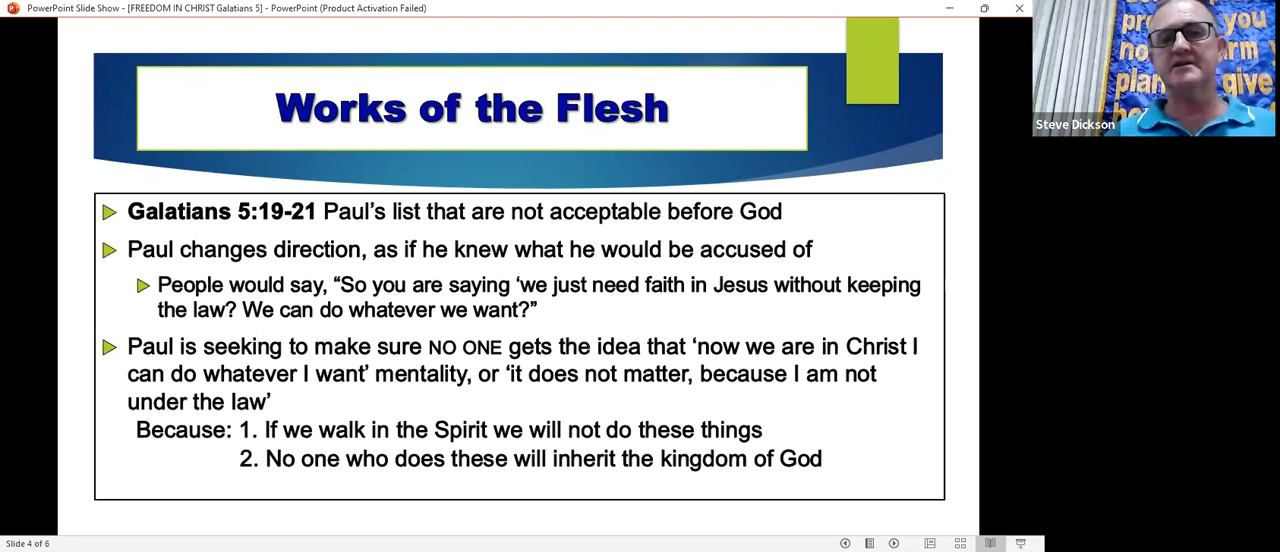 PowerPoint Slide Show - [FREEDOM IN CHRIST Galatians 5] - PowerPoint (Product Activation Failed)
Works of the Flesh
Galatians 5:19-21 Paul's list that are not acceptable before God
Paul changes direction, as if he knew what he would be accused of
People would say, “So you are saying ‘we just need faith in Jesus without keeping
the law? We can do whatever we want?”
Paul is seeking to make sure NO ONE gets the idea that ‘now we are in Christ I
can do whatever I want’ mentality, or ‘it does not matter, because I am not
under the law’
Because: 1. If we walk in the Spirit we will not do these things
2. No one who does these will inherit the kingdom of God
you
plan
give
Steve Dickson
Slide 4 of 6